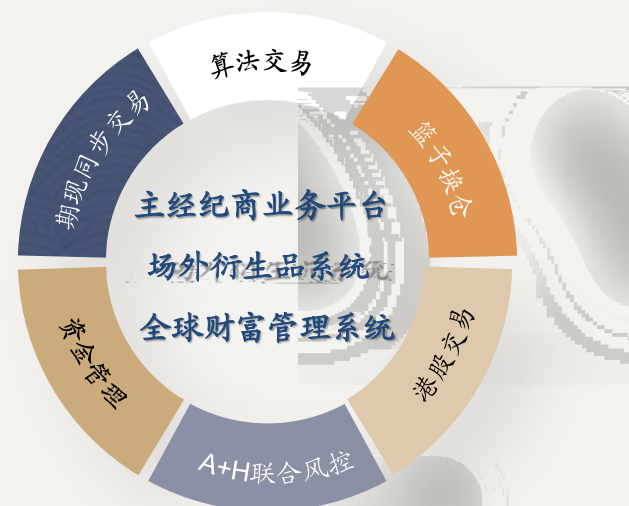 算法交易
篮子换仓
港股交易
A+H联合风控
资金管理
期现同步交易
主经纪商业务平台
场外衍生品系统
全球财富管理系统